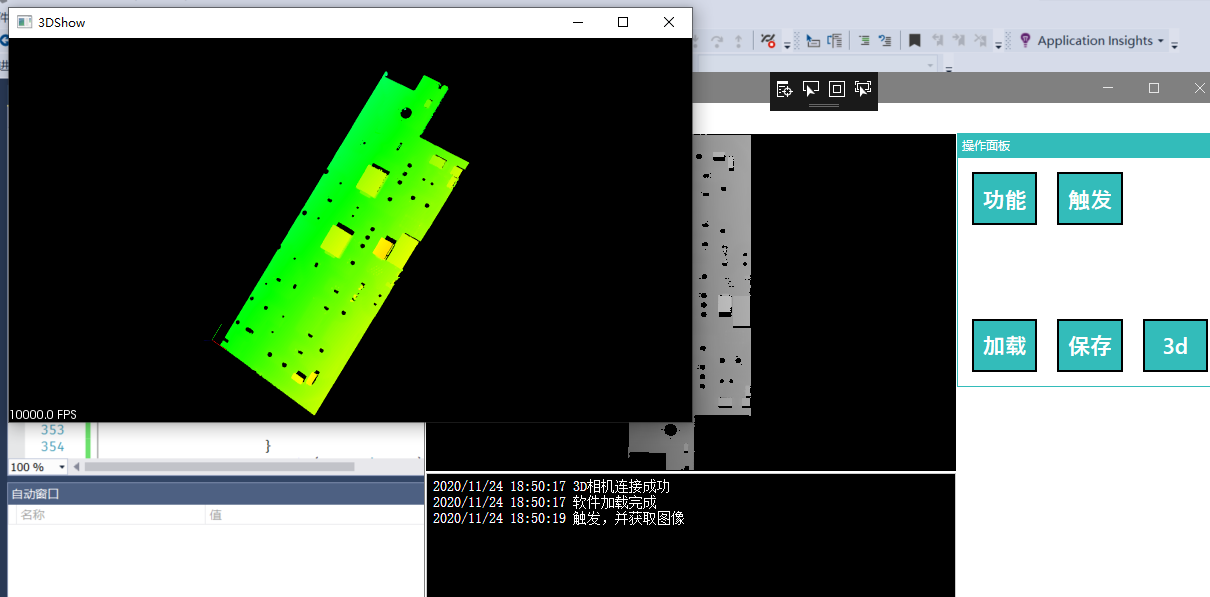 3DShow
Application Insights
操作面板
功能
触发
加载
保存
3d
10000.0 FPS
353
354
}
100 %
自动窗口
名称
值
2020/11/24 18:50:17 3D相机连接成功
2020/11/24 18:50:17 软件加载完成
2020/11/24 18:50:19 触发，并获取图像